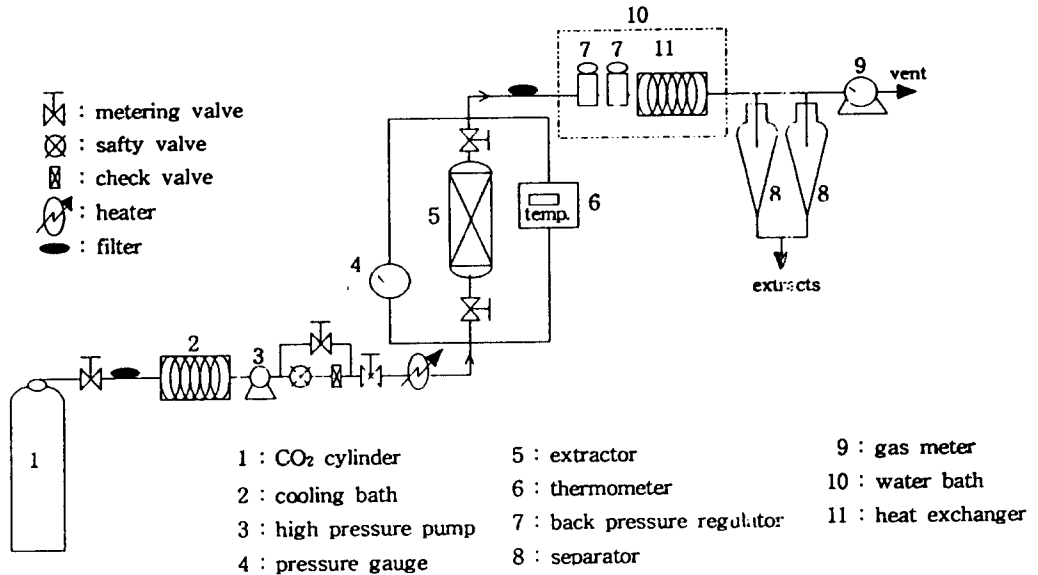 10
7 7 11
9
vent
: metering valve
: safty valve
: check valve
: heater
: filter
5
temp.
6
8 8
4
extracts
2
3
1
1 : CO₂ cylinder
2 : cooling bath
3 : high pressure pump
4 : pressure gauge
5 : extractor
6 : thermometer
7 : back pressure regulator
8 : separator
9 : gas meter
10 : water bath
11 : heat exchanger